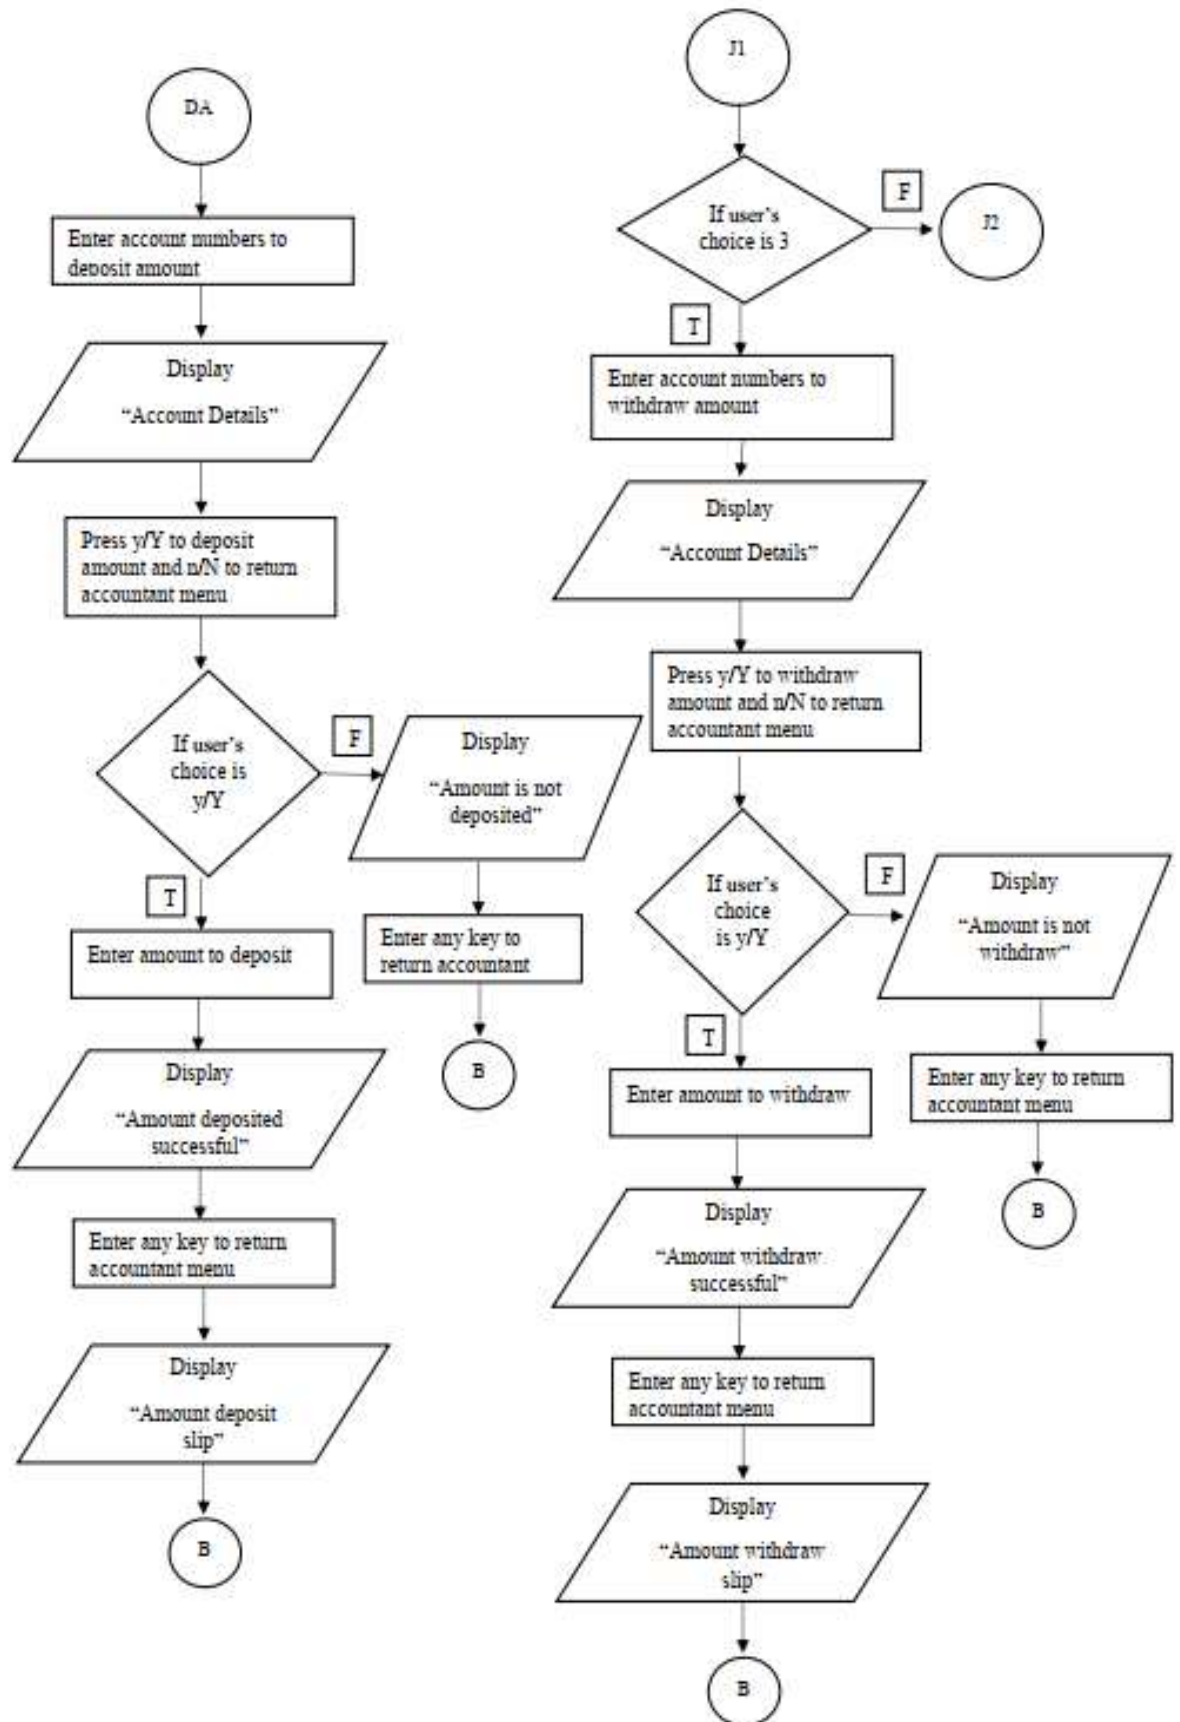 DA
Enter account numbers to
deposit amount
Display
“Account Details”
Press y/Y to deposit
amount and n/N to return
accountant menu
If user’s
choice is
y/Y
F
Display
“Amount is not
deposited”
Enter any key to
return accountant
B
T
Enter amount to deposit
Display
“Amount deposited
successful”
Enter any key to return
accountant menu
Display
“Amount deposit
slip”
B
J1
If user’s
choice is 3
F
J2
T
Enter account numbers to
withdraw amount
Display
“Account Details”
Press y/Y to withdraw
amount and n/N to return
accountant menu
If user’s
choice
is y/Y
F
Display
“Amount is not
withdraw”
Enter any key to return
accountant menu
B
T
Enter amount to withdraw
Display
“Amount withdraw
successful”
Enter any key to return
accountant menu
Display
“Amount withdraw
slip”
B